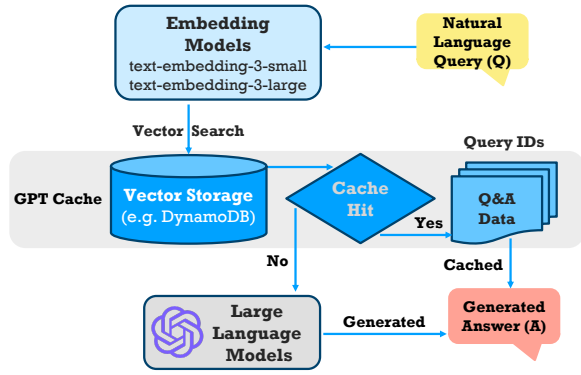 Embedding
Models
text-embedding-3-small
text-embedding-3-large
Natural
Language
Query (Q)
Vector Search
Query IDs
GPT Cache
Vector Storage
(e.g. DynamoDB)
Cache
Hit
Yes
Q&A
Data
No
Cached
Large
Language
Models
Generated
Generated
Answer (A)